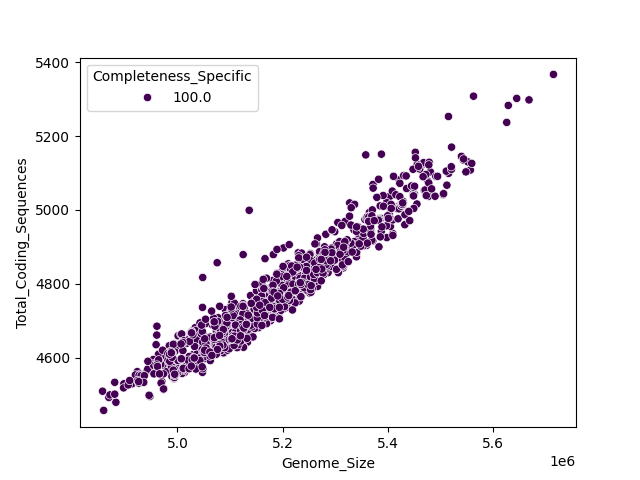 5400
Completeness_Specific
100.0
5200
5000
4800
4600
Total_Coding_Sequences
5.0
5.2
5.4
5.6
Genome_Size
1e6